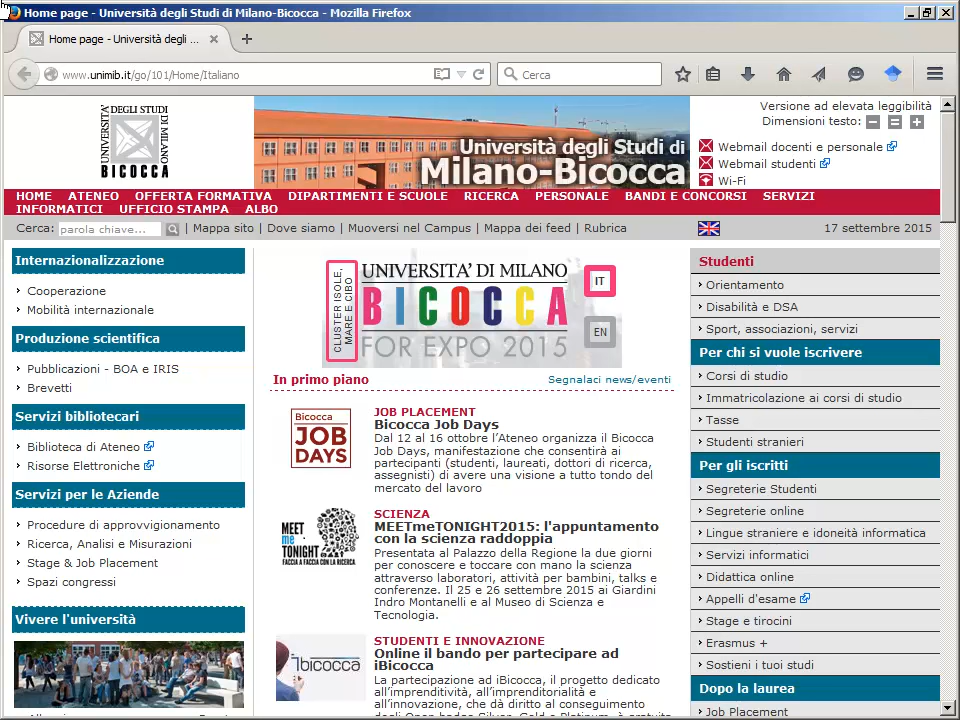 Home page - Università degli Studi di Milano-Bicocca - Mozilla Firefox
Home page - Università degli ...
www.unimib.it/go/101/Home/Italiano
Cerca
UNIVERSITÀ DEGLI STUDI DI MILANO
BICOCCA
Università degli Studi di
Milano-Bicocca
Versione ad elevata leggibilità
Dimensioni testo:
Webmail docenti e personale
Webmail studenti
Wi-Fi
HOME ATENEO OFFERTA FORMATIVA DIPARTIMENTI E SCUOLE RICERCA PERSONALE BANDI E CONCORSI SERVIZI
INFORMATICI UFFICIO STAMPA ALBO
Cerca: parola chiave... | Mappa sito | Dove siamo | Muoversi nel Campus | Mappa dei feed | Rubrica
17 settembre 2015
Internazionalizzazione
Cooperazione
Mobilità internazionale
Produzione scientifica
Pubblicazioni - BOA e IRIS
Brevetti
Servizi bibliotecari
Biblioteca di Ateneo
Risorse Elettroniche
Servizi per le Aziende
Procedure di approvvigionamento
Ricerca, Analisi e Misurazioni
Stage & Job Placement
Spazi congressi
Vivere l'università
CLUSTER ISOLE,
MARE E CIBO
UNIVERSITA' DI MILANO
BICOCCA
FOR EXPO 2015
IT
EN
In primo piano
Segnalaci news/eventi
Bicocca
JOB
DAYS
JOB PLACEMENT
Bicocca Job Days
Dal 12 al 16 ottobre l’Ateneo organizza il Bicocca
Job Days, manifestazione che consentirà ai
partecipanti (studenti, laureati, dottori di ricerca,
assegnisti) di avere una visione a tutto tondo del
mercato del lavoro
MEET
me
TONIGHT
FACCIA A FACCIA CON LA RICERCA
SCIENZA
MEETmeTONIGHT2015: l'appuntamento
con la scienza raddoppia
Presentata al Palazzo della Regione la due giorni
per conoscere e toccare con mano la scienza
attraverso laboratori, attività per bambini, talks e
conferenze. Il 25 e 26 settembre 2015 ai Giardini
Indro Montanelli e al Museo di Scienza e
Tecnologia.
ibicocca
STUDENTI E INNOVAZIONE
Online il bando per partecipare ad
iBicocca
La partecipazione ad iBicocca, il progetto dedicato
all’imprenditività, all’imprenditorialità e
all’innovazione, che dà diritto al conseguimento
degli Open badge Silver, Gold e Platinum, è gratuita
Studenti
Orientamento
Disabilità e DSA
Sport, associazioni, servizi
Per chi si vuole iscrivere
Corsi di studio
Immatricolazione ai corsi di studio
Tasse
Studenti stranieri
Per gli iscritti
Segreterie Studenti
Segreterie online
Lingue straniere e idoneità informatica
Servizi informatici
Didattica online
Appelli d'esame
Stage e tirocini
Erasmus +
Sostieni i tuoi studi
Dopo la laurea
Job Placement